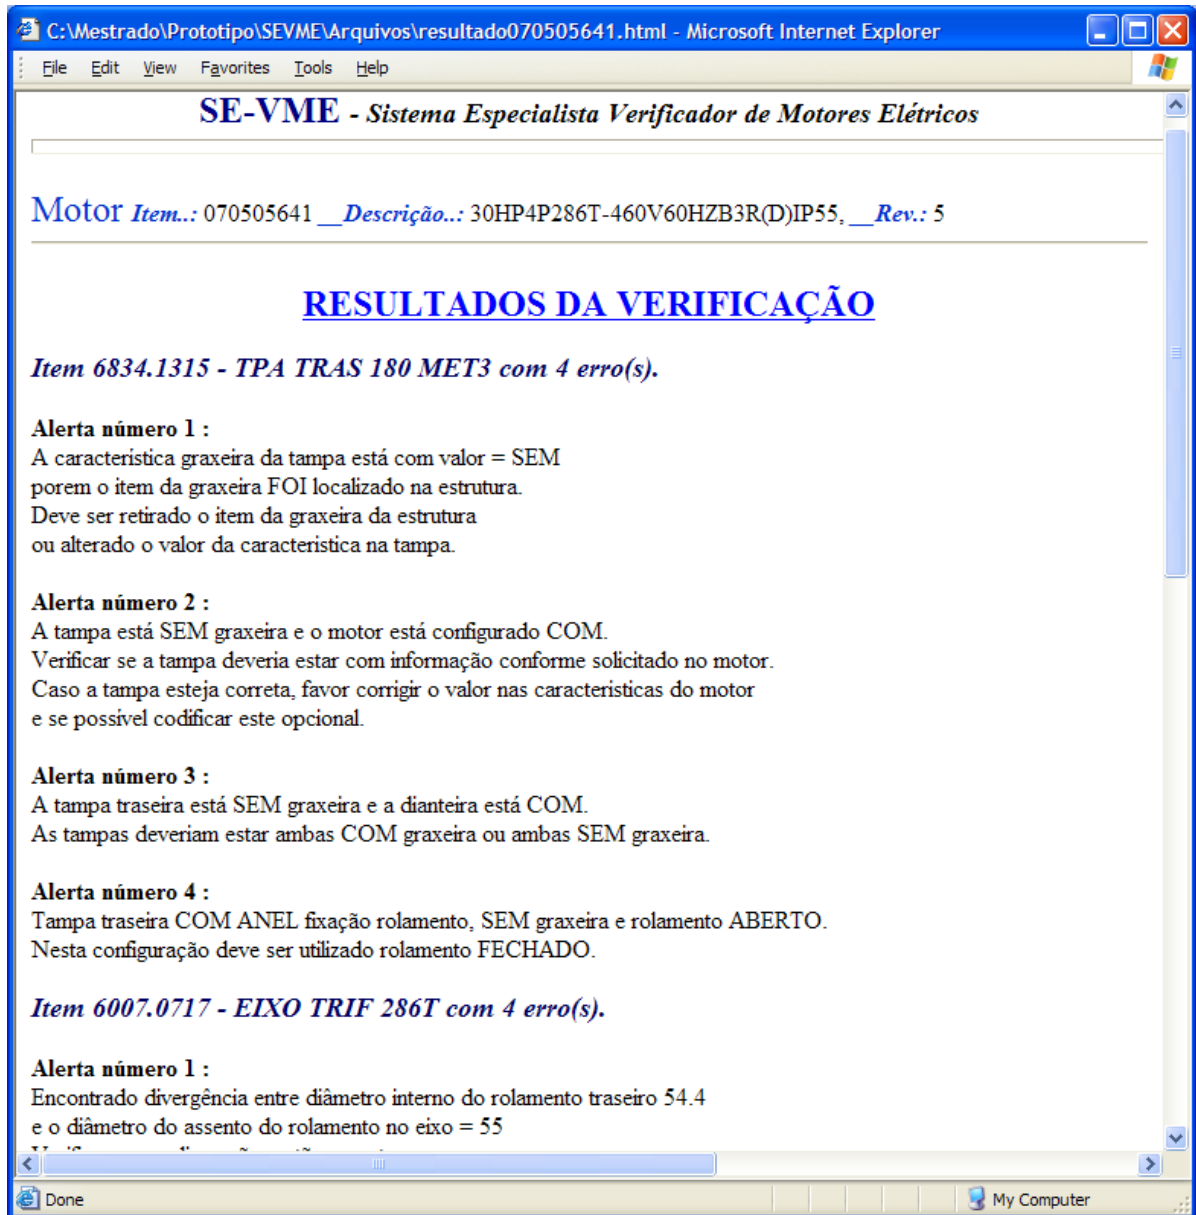 C:\Mestrado\Prototipo\SEVME\Arquivos\resultado070505641.html - Microsoft Internet Explorer
File Edit View Favorites Tools Help
SE-VME - Sistema Especialista Verificador de Motores Elétricos
Motor Item..: 070505641 __Descrição..: 30HP4P286T-460V60HZB3R(D)IP55, __Rev.: 5
RESULTADOS DA VERIFICAÇÃO
Item 6834.1315 - TPA TRAS 180 MET3 com 4 erro(s).
Alerta número 1 :
A característica graxeira da tampa está com valor = SEM
porem o item da graxeira FOI localizado na estrutura.
Deve ser retirado o item da graxeira da estrutura
ou alterado o valor da caracteristica na tampa.
Alerta número 2 :
A tampa está SEM graxeira e o motor está configurado COM.
Verificar se a tampa deveria estar com informação conforme solicitado no motor.
Caso a tampa esteja correta, favor corrigir o valor nas caracteristicas do motor
e se possível codificar este opcional.
Alerta número 3 :
A tampa traseira está SEM graxeira e a dianteira está COM.
As tampas deveriam estar ambas COM graxeira ou ambas SEM graxeira.
Alerta número 4 :
Tampa traseira COM ANEL fixação rolamento, SEM graxeira e rolamento ABERTO.
Nesta configuração deve ser utilizado rolamento FECHADO.
Item 6007.0717 - EIXO TRIF 286T com 4 erro(s).
Alerta número 1 :
Encontrado divergência entre diâmetro interno do rolamento traseiro 54.4
e o diâmetro do assento do rolamento no eixo = 55
Done My Computer